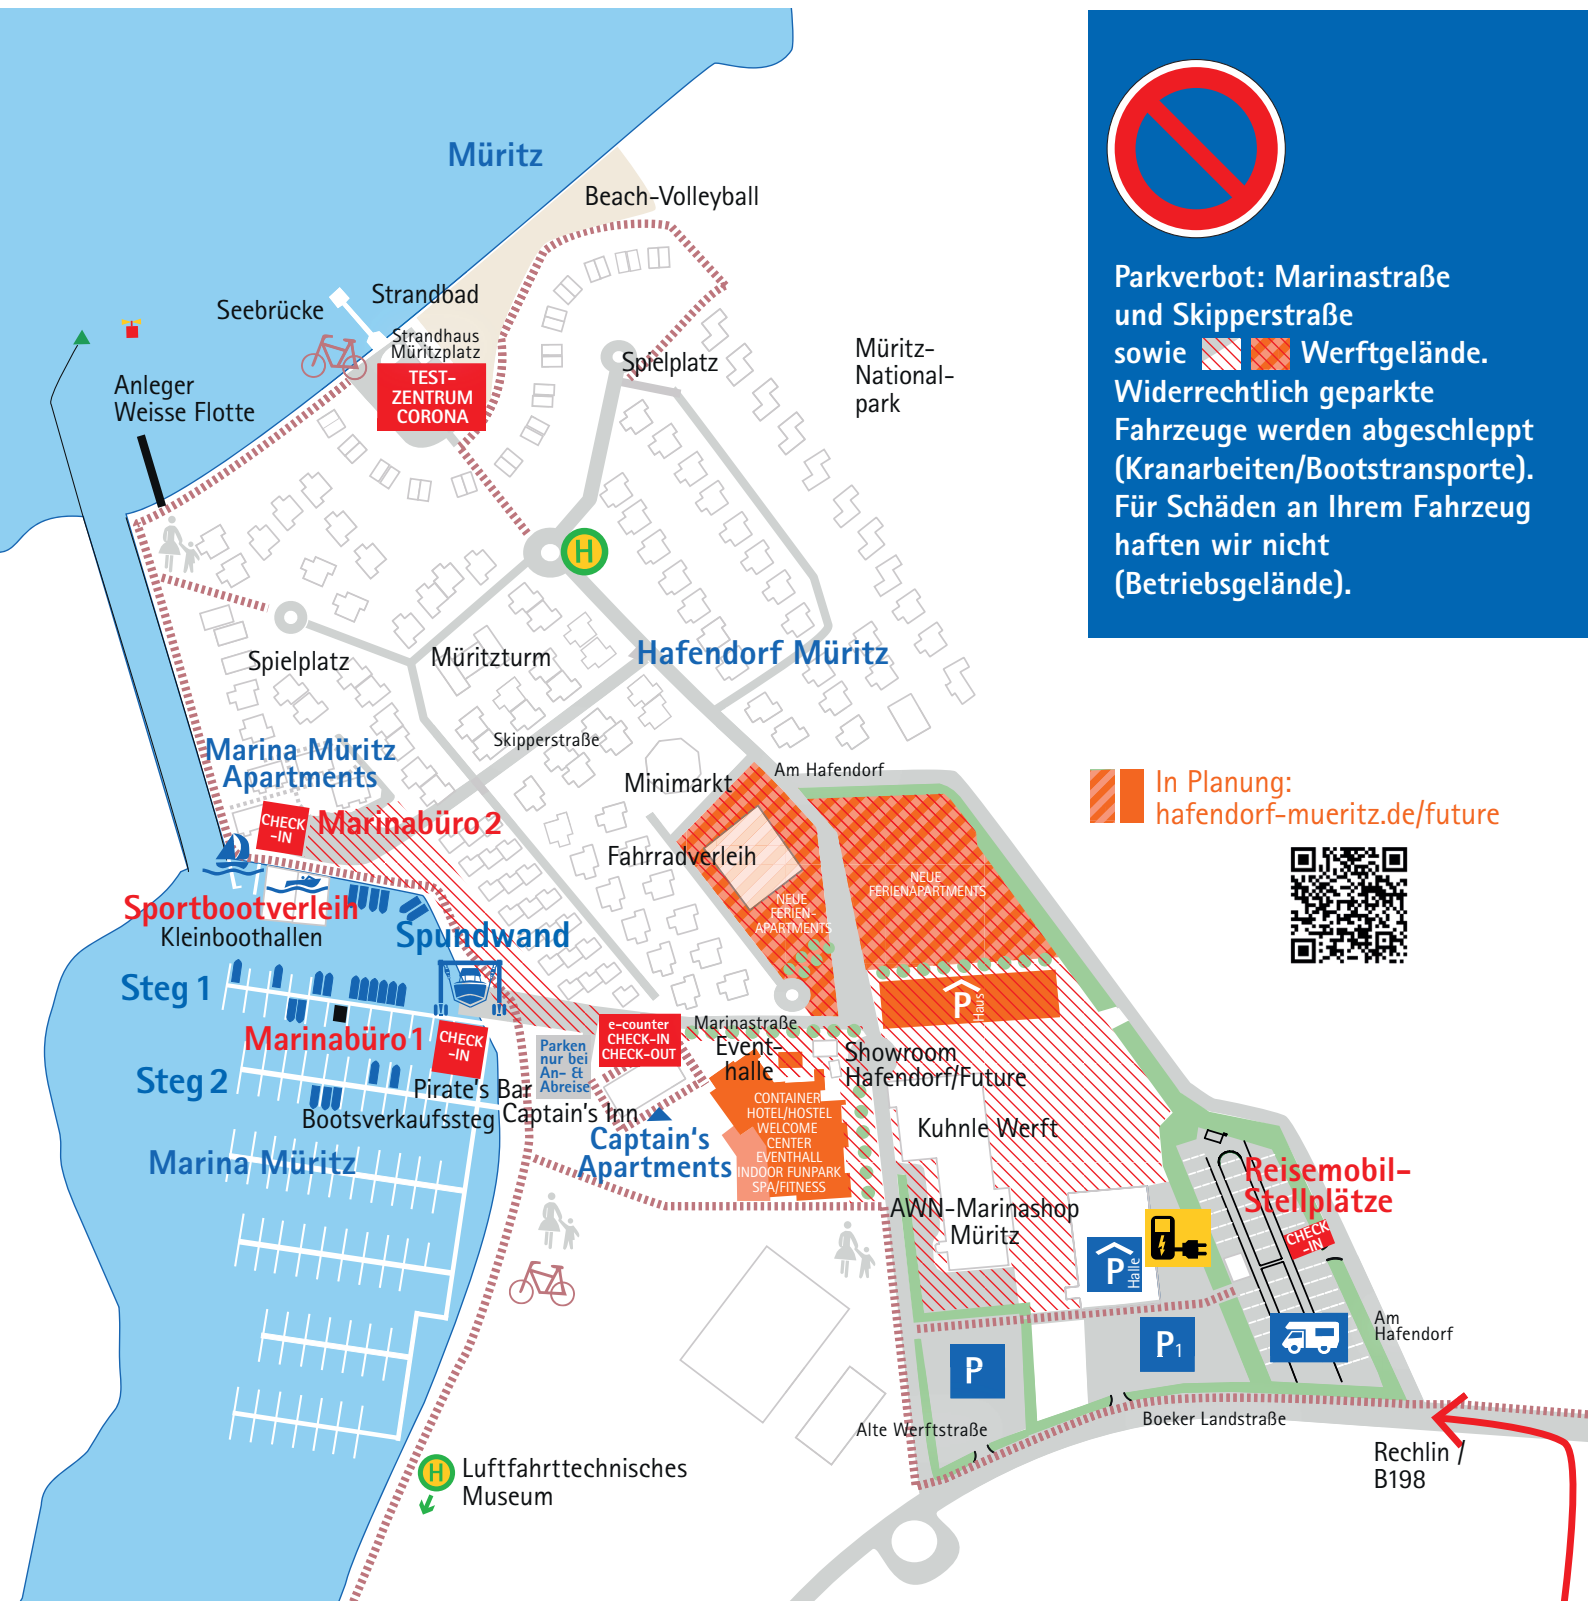 Müritz
Beach-Volleyball
Seebrücke
Strandbad
Strandhaus
Müritzplatz
TEST-
ZENTRUM
CORONA
Anleger
Weisse Flotte
Spielplatz
Müritz-
National-
park
H
Spielplatz
Müritzturm
Hafendorf Müritz
Skipperstraße
Marina Müritz
Apartments
Minimarkt
Am Hafendorf
CHECK
-IN
Marinabüro 2
Fahrradverleih
NEUE
FERIEN-
APARTMENTS
NEUE
FERIENAPARTMENTS
Sportbootverleih
Kleinboothallen
Spundwand
Steg 1
Marinabüro 1
CHECK
-IN
Steg 2
Pirate's Bar
Bootsverkaufssteg
Captain's Inn
Parken
nur bei
An- &
Abreise
e-counter
CHECK-IN
CHECK-OUT
Marinastraße
Event-
halle
P
Haus
Showroom
Hafendorf/Future
CONTAINER
HOTEL/HOSTEL
WELCOME
CENTER
EVENTHALL
INDOOR FUNPARK
SPA/FITNESS
Captain's
Apartments
Marina Müritz
Kuhnle Werft
AWN-Marinashop
Müritz
P
Halle
Reisemobil-
Stellplätze
CHECK
-IN
Am
Hafendorf
P
P1
Alte Werftstraße
Boeker Landstraße
Rechlin /
B198
H
Luftfahrttechnisches
Museum
Parkverbot: Marinastraße
und Skipperstraße
sowie Werftgelände.
Widerrechtlich geparkte
Fahrzeuge werden abgeschleppt
(Kranarbeiten/Bootstransporte).
Für Schäden an Ihrem Fahrzeug
haften wir nicht
(Betriebsgelände).
In Planung:
hafendorf-mueritz.de/future